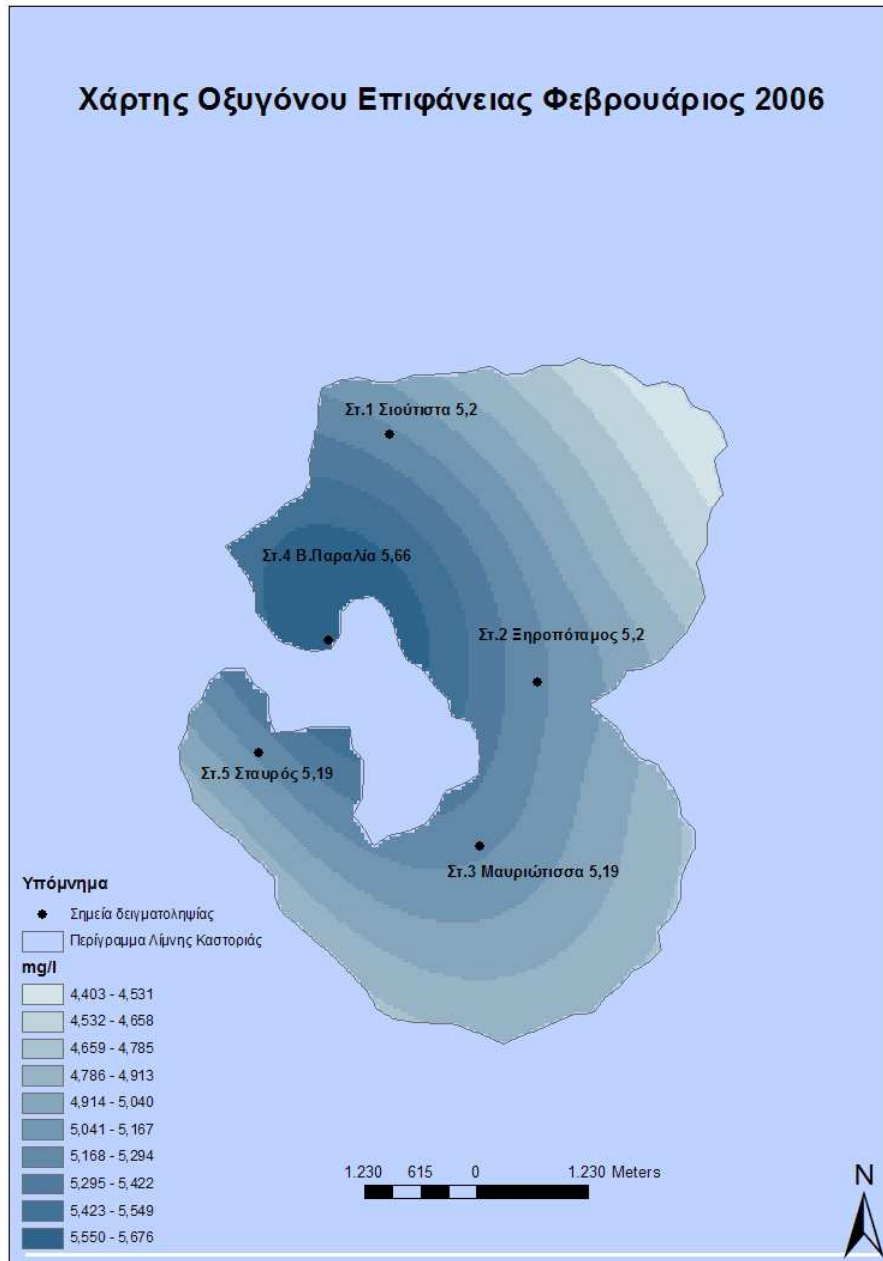 Χάρτης Οξυγόνου Επιφάνειας Φεβρουάριος 2006
Στ.1 Σιούτιστα 5,2
Στ.4 Β.Παραλία 5,66
Στ.2 Ξηροπόταμος 5,2
Στ.5 Σταυρός 5,19
Στ.3 Μαυριώτισσα 5,19
Υπόμνημα
Σημεία δειγματοληψίας
Περίγραμμα Λίμνης Καστοριάς
mg/l
4,403 - 4,531
4,532 - 4,658
4,659 - 4,785
4,786 - 4,913
4,914 - 5,040
5,041 - 5,167
5,168 - 5,294
5,295 - 5,422
5,423 - 5,549
5,550 - 5,676
1.230 615 0 1.230 Meters
N